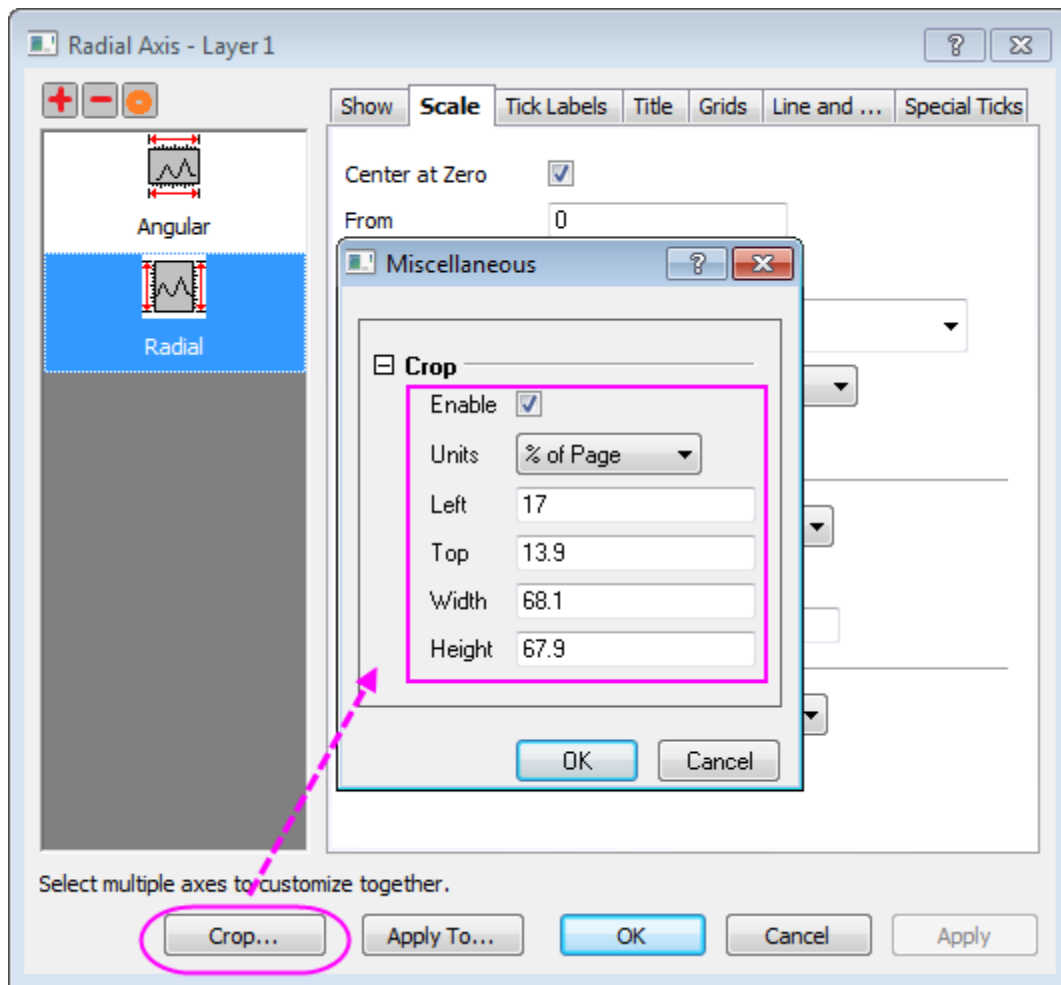 Radial Axis - Layer 1
Show Scale Tick Labels Title Grids Line and ... Special Ticks
Angular
Radial
Center at Zero
From 0
Miscellaneous
Crop
Enable
Units % of Page
Left 17
Top 13.9
Width 68.1
Height 67.9
OK Cancel
Select multiple axes to customize together.
Crop... Apply To... OK Cancel Apply